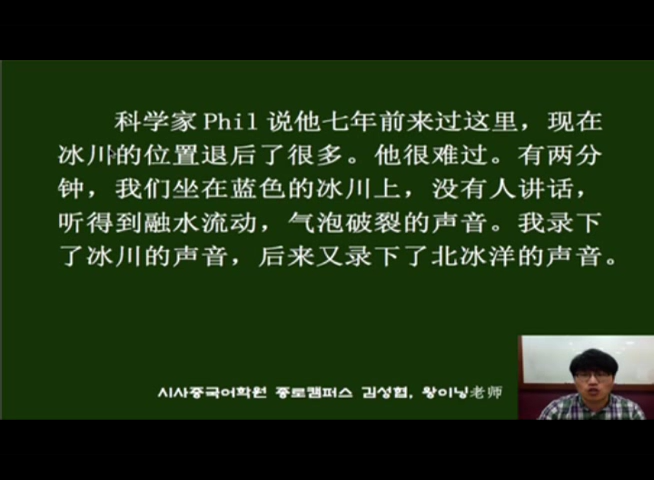 科学家 Phil 说他七年前来过这里，现在
冰川的位置退后了很多。他很难过。有两分
钟，我们坐在蓝色的冰川上，没有人讲话，
听得到融水流动，气泡破裂的声音。我录下
了冰川的声音，后来又录下了北冰洋的声音。
시사중국어학원 종로캠퍼스 김성협, 왕이닝老师